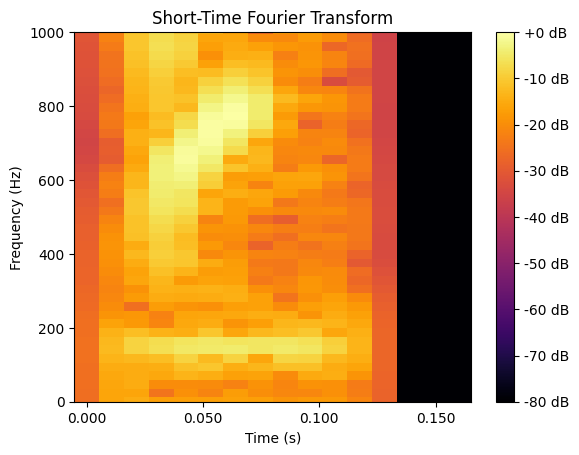 Short-Time Fourier Transform
1000
800
600
400
200
0
Frequency (Hz)
0.000
0.050
0.100
0.150
Time (s)
+0 dB
-10 dB
-20 dB
-30 dB
-40 dB
-50 dB
-60 dB
-70 dB
-80 dB